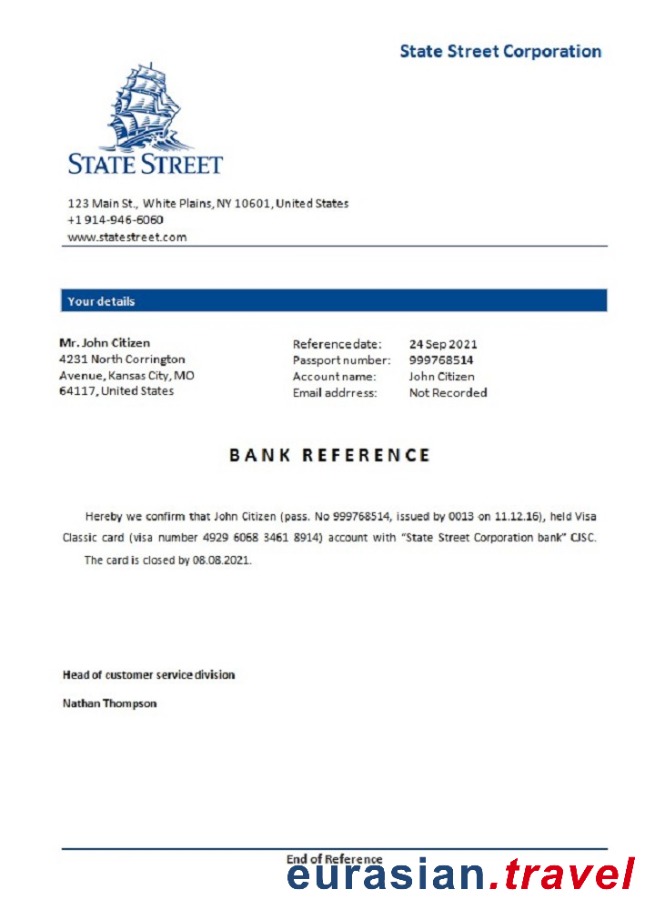 State Street Corporation
STATE STREET
123 Main St., White Plains, NY 10601, United States
+1 914-946-6060
www.statestreet.com
Your details
Mr. John Citizen
4231 North Corrington
Avenue, Kansas City, MO
64117, United States
Reference date: 24 Sep 2021
Passport number: 999768514
Account name: John Citizen
Email addrress: Not Recorded
BANK REFERENCE
Hereby we confirm that John Citizen (pass. No 999768514, issued by 0013 on 11.12.16), held Visa
Classic card (visa number 4929 6068 3461 8914) account with “State Street Corporation bank” CJSC.
The card is closed by 08.08.2021.
Head of customer service division
Nathan Thompson
End of Reference
eurasian.travel